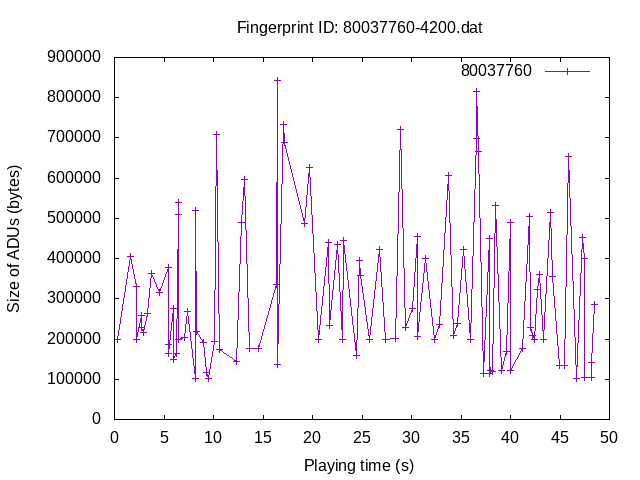 Fingerprint ID: 80037760-4200.dat
900000
80037760
800000
700000
600000
500000
400000
300000
200000
100000
0
Size of ADUs (bytes)
0 5 10 15 20 25 30 35 40 45 50
Playing time (s)